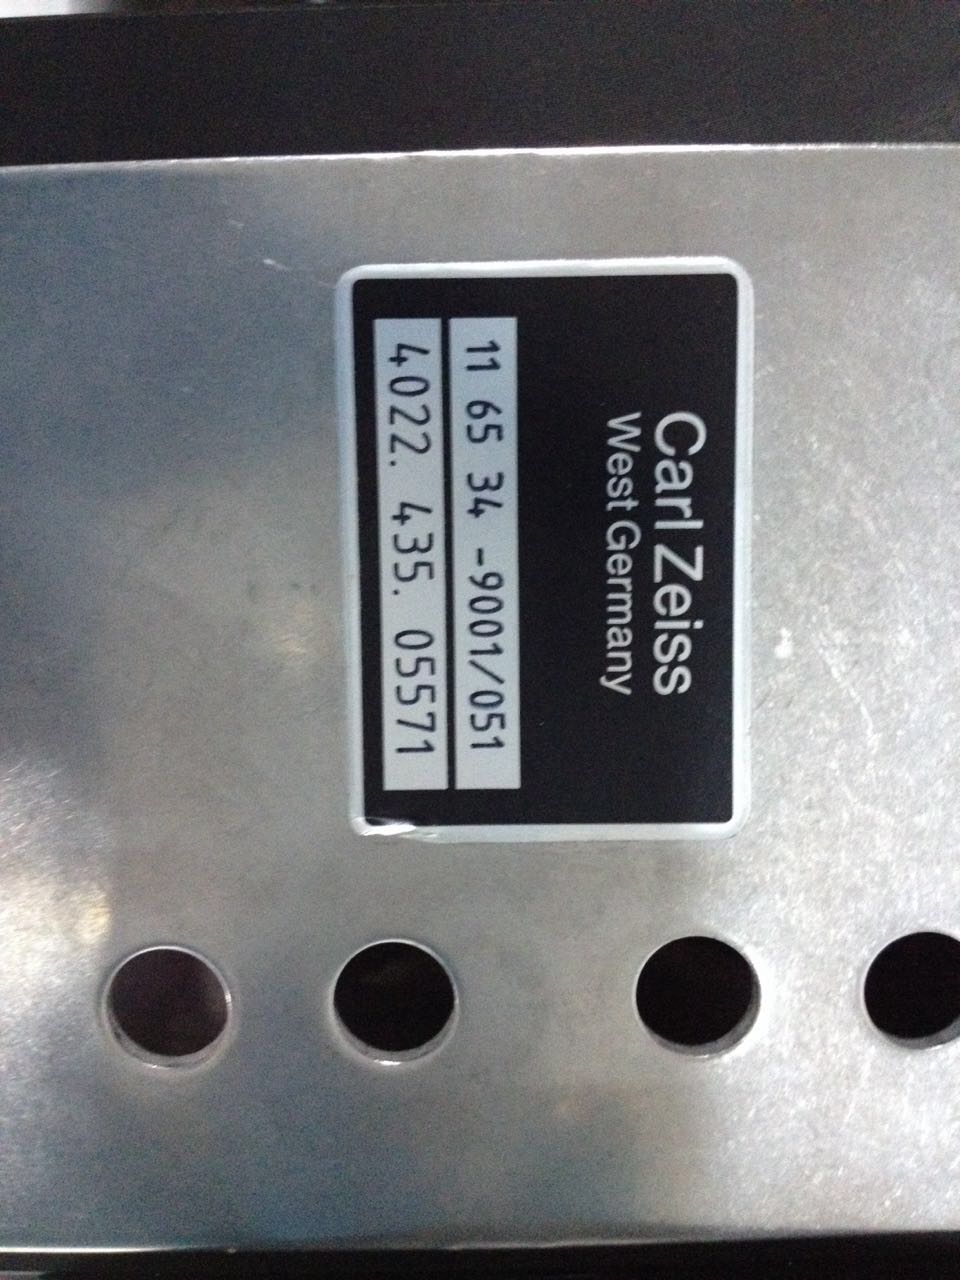 Carl Zeiss
West Germany
11 65 34 -9001/051
4022. 435. 05571